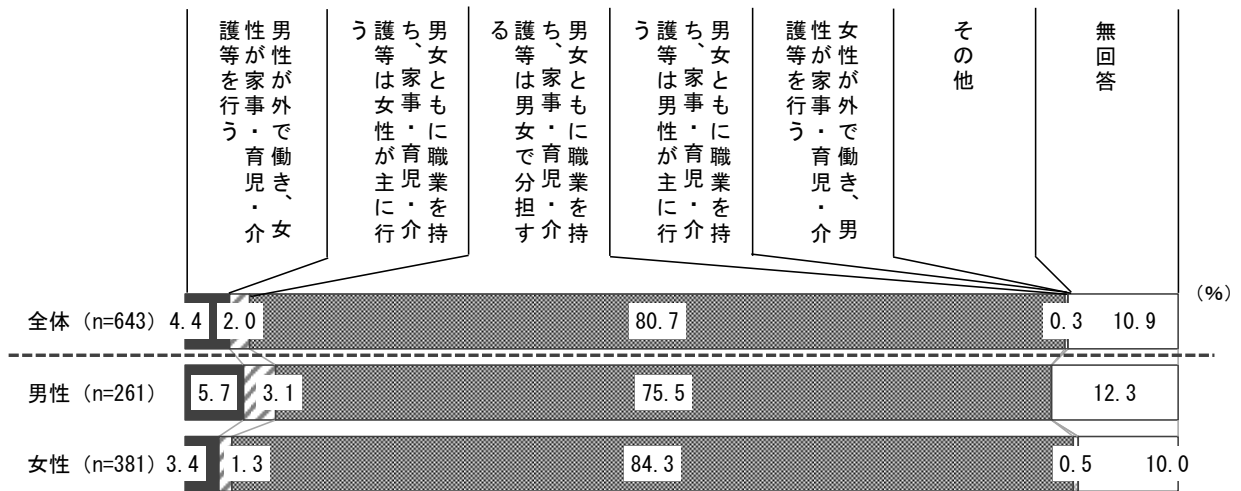 男性が外で働き、女
性が家事・育児・介
護等を行う
男女ともに職業を持
ち、家事・育児・介
護等は女性が主に行
う
男女ともに職業を持
ち、家事・育児・介
護等は男女で分担す
る
男女ともに職業を持
ち、家事・育児・介
護等は男性が主に行
う
女性が外で働き、男
性が家事・育児・介
護等を行う
その他
無回答
(%)
全体 (n=643) 4.4 2.0 80.7 0.3 10.9
男性 (n=261) 5.7 3.1 75.5 12.3
女性 (n=381) 3.4 1.3 84.3 0.5 10.0